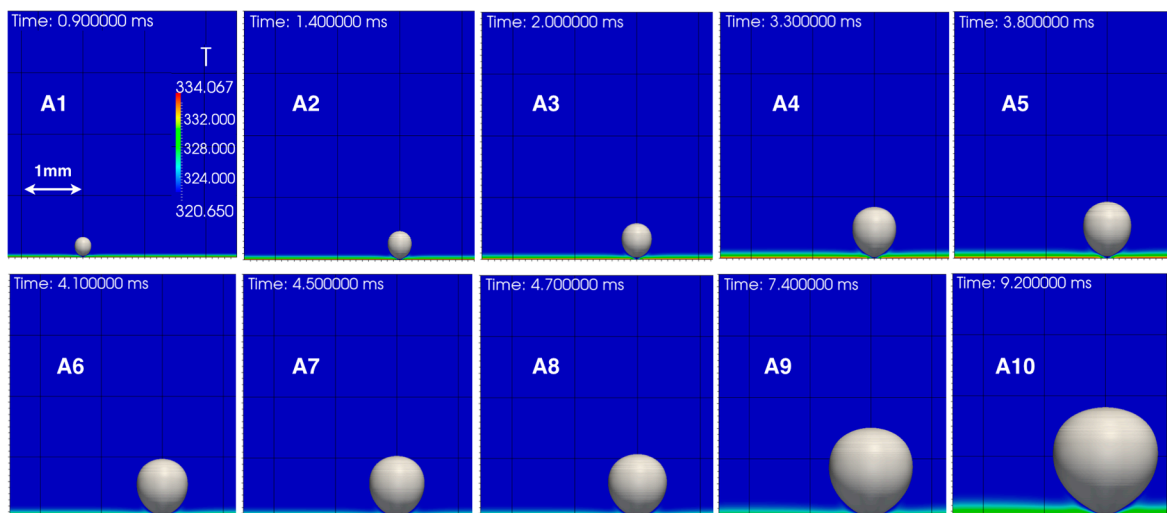 Time: 0.900000 ms
T
334.067
332.000
328.000
324.000
320.650
A1
1mm
Time: 1.400000 ms
A2
Time: 2.000000 ms
A3
Time: 3.300000 ms
A4
Time: 3.800000 ms
A5
Time: 4.100000 ms
A6
Time: 4.500000 ms
A7
Time: 4.700000 ms
A8
Time: 7.400000 ms
A9
Time: 9.200000 ms
A10